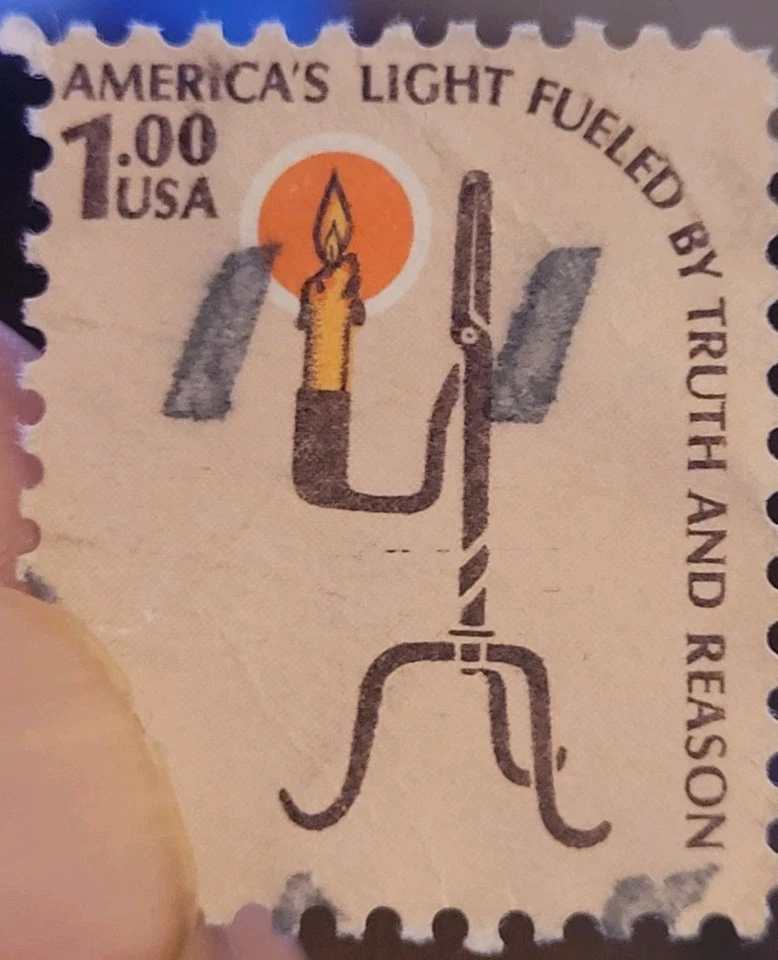 AMERICA'S LIGHT FUELED BY TRUTH AND REASON
1.00
USA